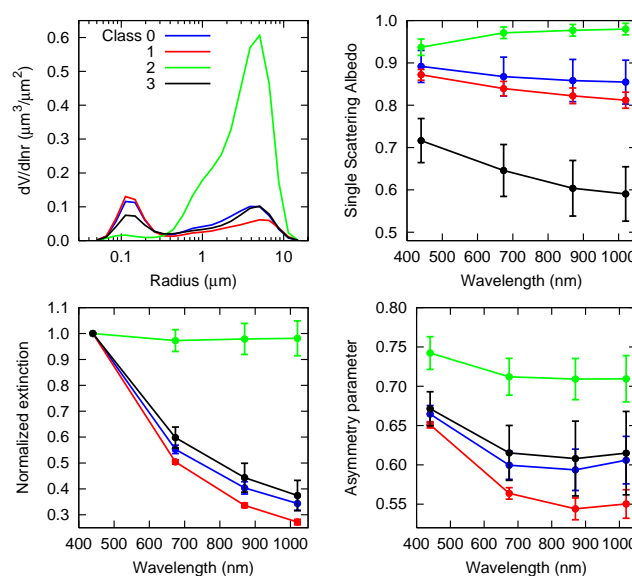 Class 0
1
2
3
0.6
0.5
0.4
0.3
0.2
0.1
0.0
dV/dlnr (μm³/μm²)
0.1 1 10
Radius (μm)
1.0
0.9
0.8
0.7
0.6
0.5
Single Scattering Albedo
400 500 600 700 800 900 1000
Wavelength (nm)
1.1
1.0
0.9
0.8
0.7
0.6
0.5
0.4
0.3
Normalized extinction
400 500 600 700 800 900 1000
Wavelength (nm)
0.80
0.75
0.70
0.65
0.60
0.55
Asymmetry parameter
400 500 600 700 800 900 1000
Wavelength (nm)